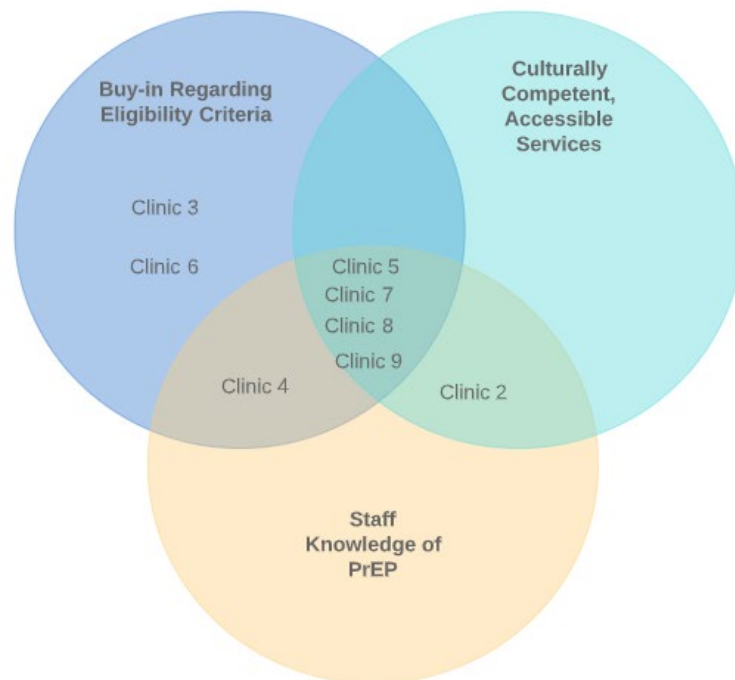 Buy-in Regarding
Eligibility Criteria
Culturally
Competent,
Accessible
Services
Clinic 3
Clinic 6
Clinic 5
Clinic 7
Clinic 8
Clinic 9
Clinic 4
Clinic 2
Staff
Knowledge of
PrEP